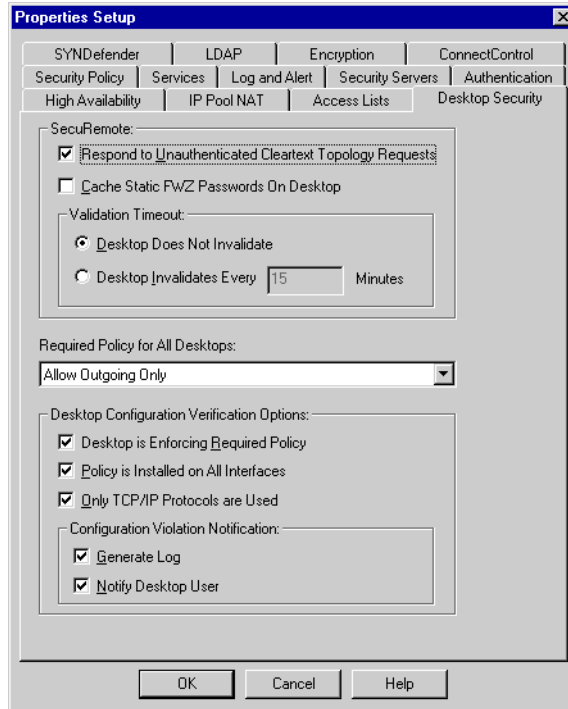 Properties Setup
SYNDefender LDAP Encryption ConnectControl
Security Policy Services Log and Alert Security Servers Authentication
High Availability IP Pool NAT Access Lists Desktop Security
SecuRemote:
Respond to Unauthenticated Cleartext Topology Requests
Cache Static FWZ Passwords On Desktop
Validation Timeout:
Desktop Does Not Invalidate
Desktop Invalidates Every 15 Minutes
Required Policy for All Desktops:
Allow Outgoing Only
Desktop Configuration Verification Options:
Desktop is Enforcing Required Policy
Policy is Installed on All Interfaces
Only TCP/IP Protocols are Used
Configuration Violation Notification:
Generate Log
Notify Desktop User
OK Cancel Help